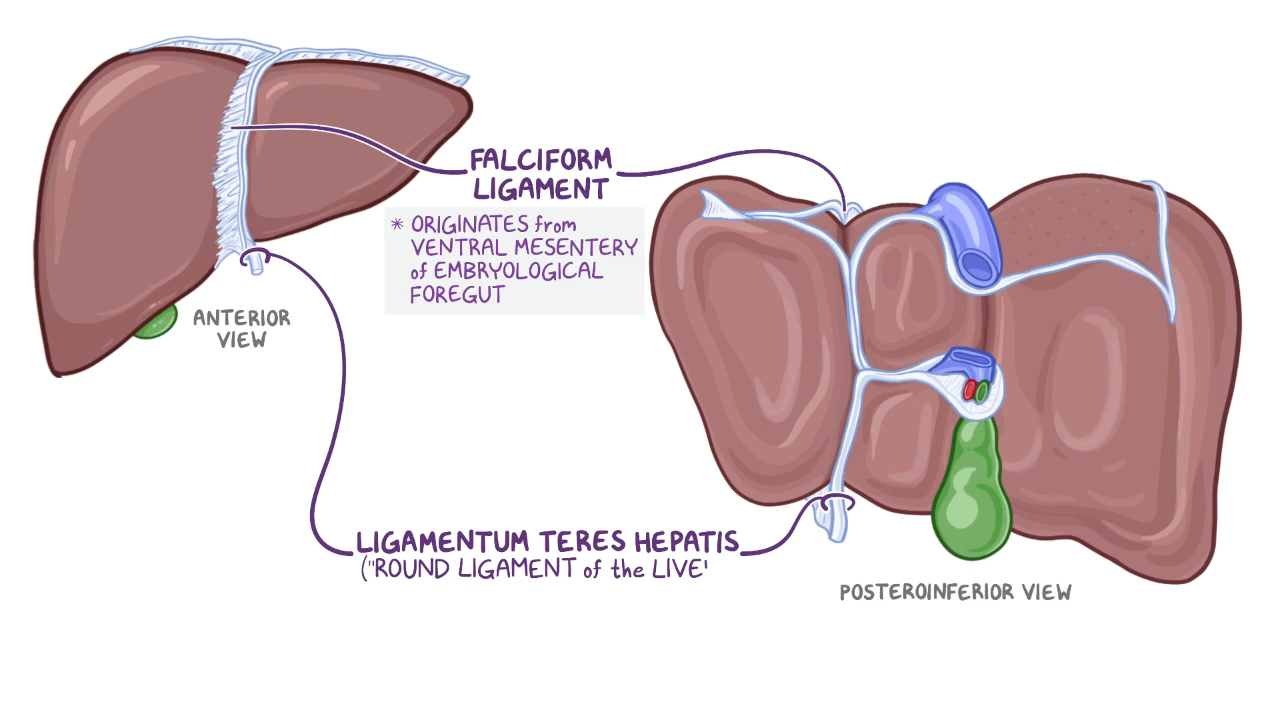 FALCIFORM
LIGAMENT
* ORIGINATES from
VENTRAL MESENTERY
of EMBRYOLOGICAL
FOREGUT
ANTERIOR
VIEW
LIGAMENTUM TERES HEPATIS
("ROUND LIGAMENT of the LIVE'
POSTEROINFERIOR VIEW